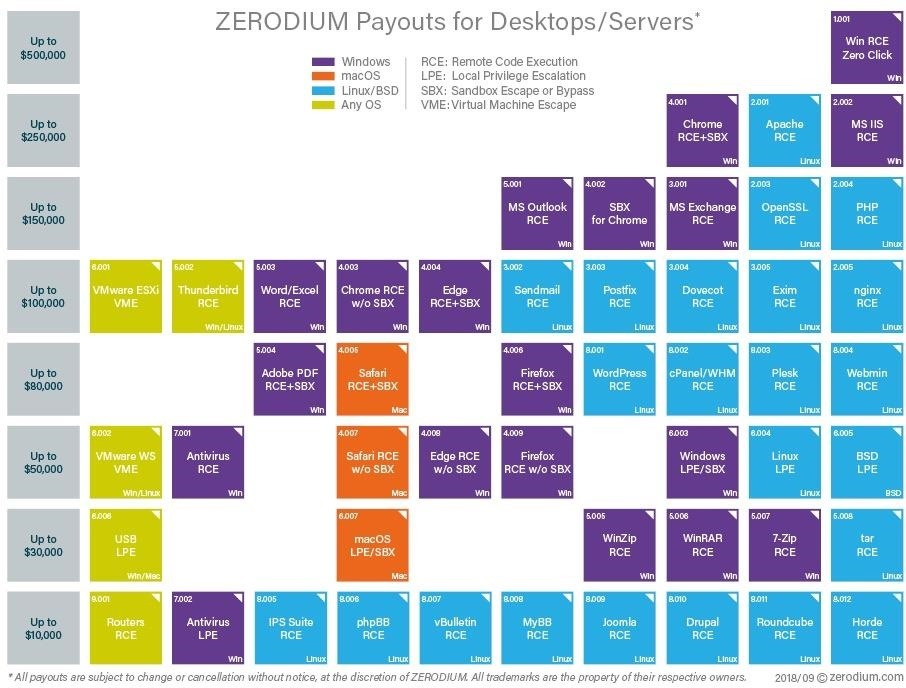 ZERODIUM Payouts for Desktops/Servers*
Windows
macOS
Linux/BSD
Any OS
RCE: Remote Code Execution
LPE: Local Privilege Escalation
SBX: Sandbox Escape or Bypass
VME: Virtual Machine Escape
Up to
$500,000
1.001
Win RCE
Zero Click
Win
Up to
$250,000
4.001
Chrome
RCE+SBX
Win
2.001
Apache
RCE
Linux
2.002
MS IIS
RCE
Win
Up to
$150,000
5.001
MS Outlook
RCE
Win
4.002
SBX
for Chrome
Win
3.001
MS Exchange
RCE
Win
2.003
OpenSSL
RCE
Linux
2.004
PHP
RCE
Linux
Up to
$100,000
6.001
VMware ESXi
VME
5.002
Thunderbird
RCE
Win/Linux
5.003
Word/Excel
RCE
Win
4.003
Chrome RCE
w/o SBX
Win
4.004
Edge
RCE+SBX
Win
3.002
Sendmail
RCE
Linux
3.003
Postfix
RCE
Linux
3.004
Dovecot
RCE
Linux
3.005
Exim
RCE
Linux
2.005
nginx
RCE
Linux
Up to
$80,000
5.004
Adobe PDF
RCE+SBX
Win
4.005
Safari
RCE+SBX
Mac
4.006
Firefox
RCE+SBX
Win
8.001
WordPress
RCE
Linux
8.002
cPanel/WHM
RCE
Linux
8.003
Plesk
RCE
Linux
8.004
Webmin
RCE
Linux
Up to
$50,000
6.002
VMware WS
VME
Win/Linux
7.001
Antivirus
RCE
Win
4.007
Safari RCE
w/o SBX
Mac
4.008
Edge RCE
w/o SBX
Win
4.009
Firefox
RCE w/o SBX
Win
6.003
Windows
LPE/SBX
Win
6.004
Linux
LPE
Linux
6.005
BSD
LPE
BSD
Up to
$30,000
6.006
USB
LPE
Win/Mac
6.007
macOS
LPE/SBX
Mac
5.005
WinZip
RCE
Win
5.006
WinRAR
RCE
Win
5.007
7-Zip
RCE
Win
5.008
tar
RCE
Linux
Up to
$10,000
9.001
Routers
RCE
7.002
Antivirus
LPE
Win
8.005
IPS Suite
RCE
Linux
8.006
phpBB
RCE
Linux
8.007
vBulletin
RCE
Linux
8.008
MyBB
RCE
Linux
8.009
Joomla
RCE
Linux
8.010
Drupal
RCE
Linux
8.011
Roundcube
RCE
Linux
8.012
Horde
RCE
Linux
* All payouts are subject to change or cancellation without notice, at the discretion of ZERODIUM. All trademarks are the property of their respective owners.
2018/09 © zerodium.com